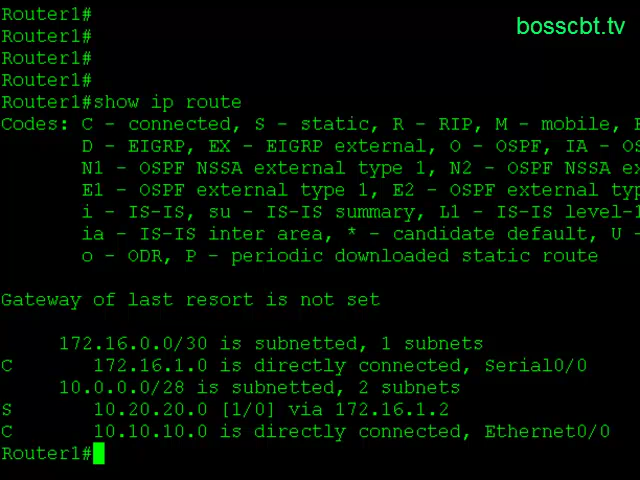 Router1#
bosscbt.tv
Router1#
Router1#
Router1#
Router1#show ip route
Codes: C - connected, S - static, R - RIP, M - mobile,
D - EIGRP, EX - EIGRP external, O - OSPF, IA -
N1 - OSPF NSSA external type 1, N2 - OSPF NSSA
E1 - OSPF external type 1, E2 - OSPF external
i - IS-IS, su - IS-IS summary, L1 - IS-IS level-1
ia - IS-IS inter area, * - candidate default, U -
o - ODR, P - periodic downloaded static route
Gateway of last resort is not set
172.16.0.0/30 is subnetted, 1 subnets
C 172.16.1.0 is directly connected, Serial0/0
10.0.0.0/28 is subnetted, 2 subnets
S 10.20.20.0 [1/0] via 172.16.1.2
C 10.10.10.0 is directly connected, Ethernet0/0
Router1#